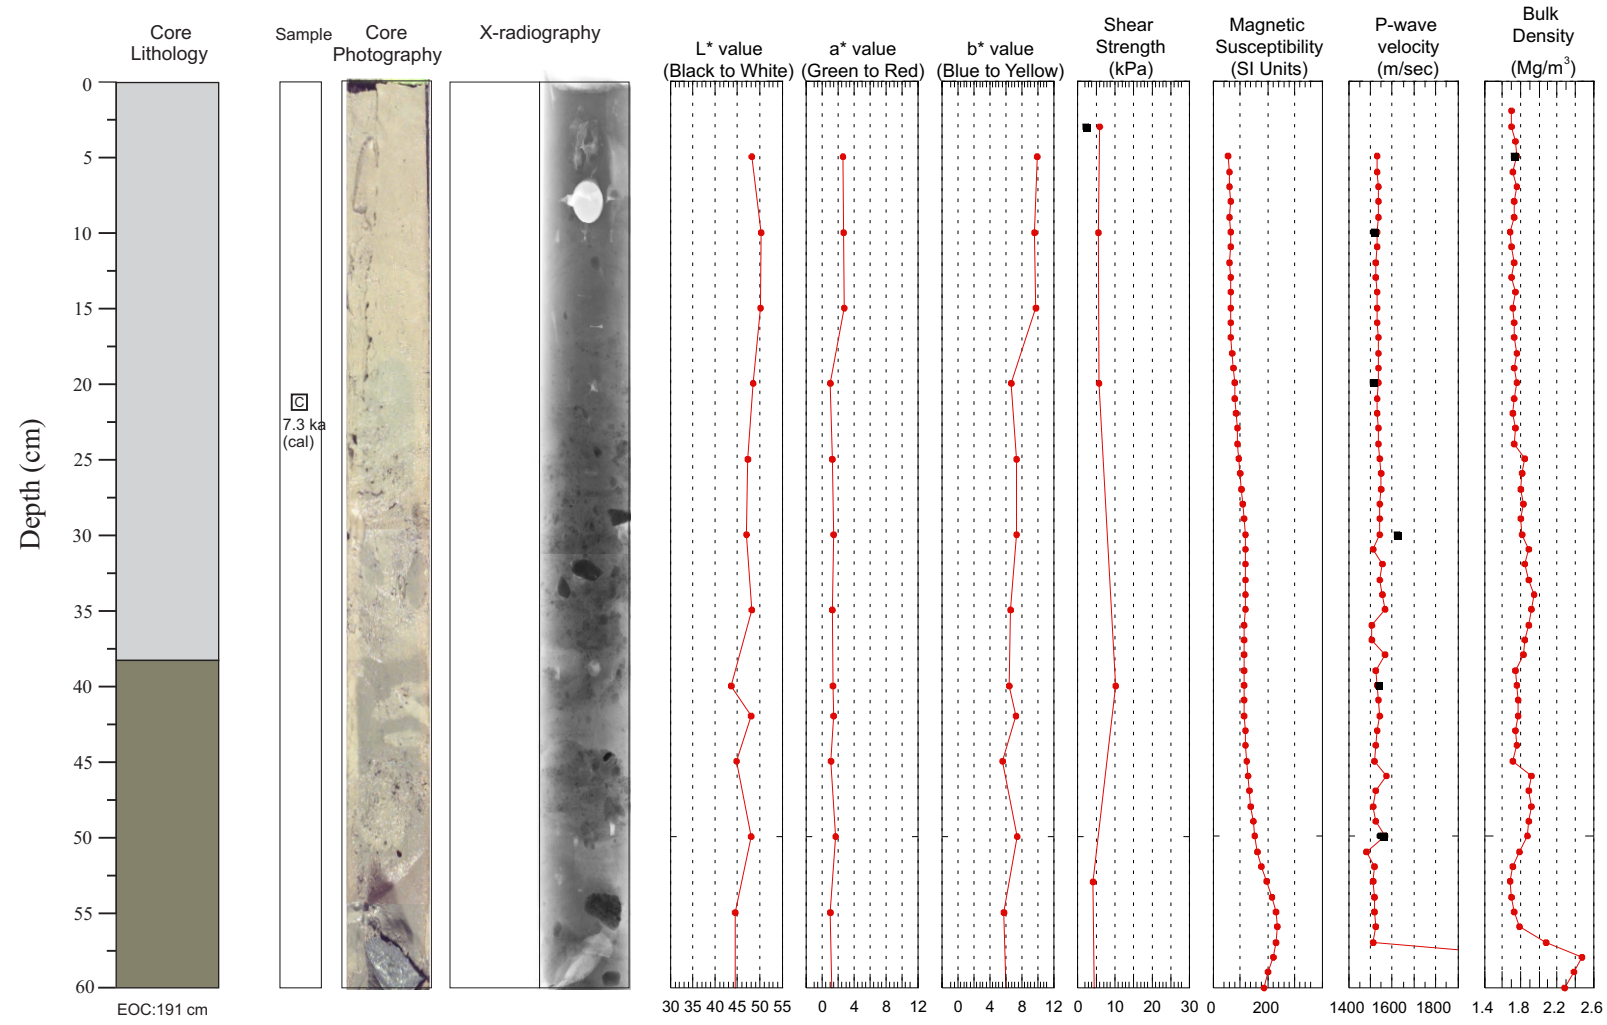 Core
Lithology
Sample
Core
Photography
X-radiography
L* value
(Black to White)
a* value
(Green to Red)
b* value
(Blue to Yellow)
Shear
Strength
(kPa)
Magnetic
Susceptibility
(SI Units)
P-wave
velocity
(m/sec)
Bulk
Density
(Mg/m³)
Depth (cm)
0
5
10
15
20
25
30
35
40
45
50
55
60
C
7.3 ka
(cal)
EOC:191 cm
30 35 40 45 50 55
0 4 8 12
0 4 8 12
0 10 20 30
0 200
1400 1600 1800
1.4 1.8 2.2 2.6